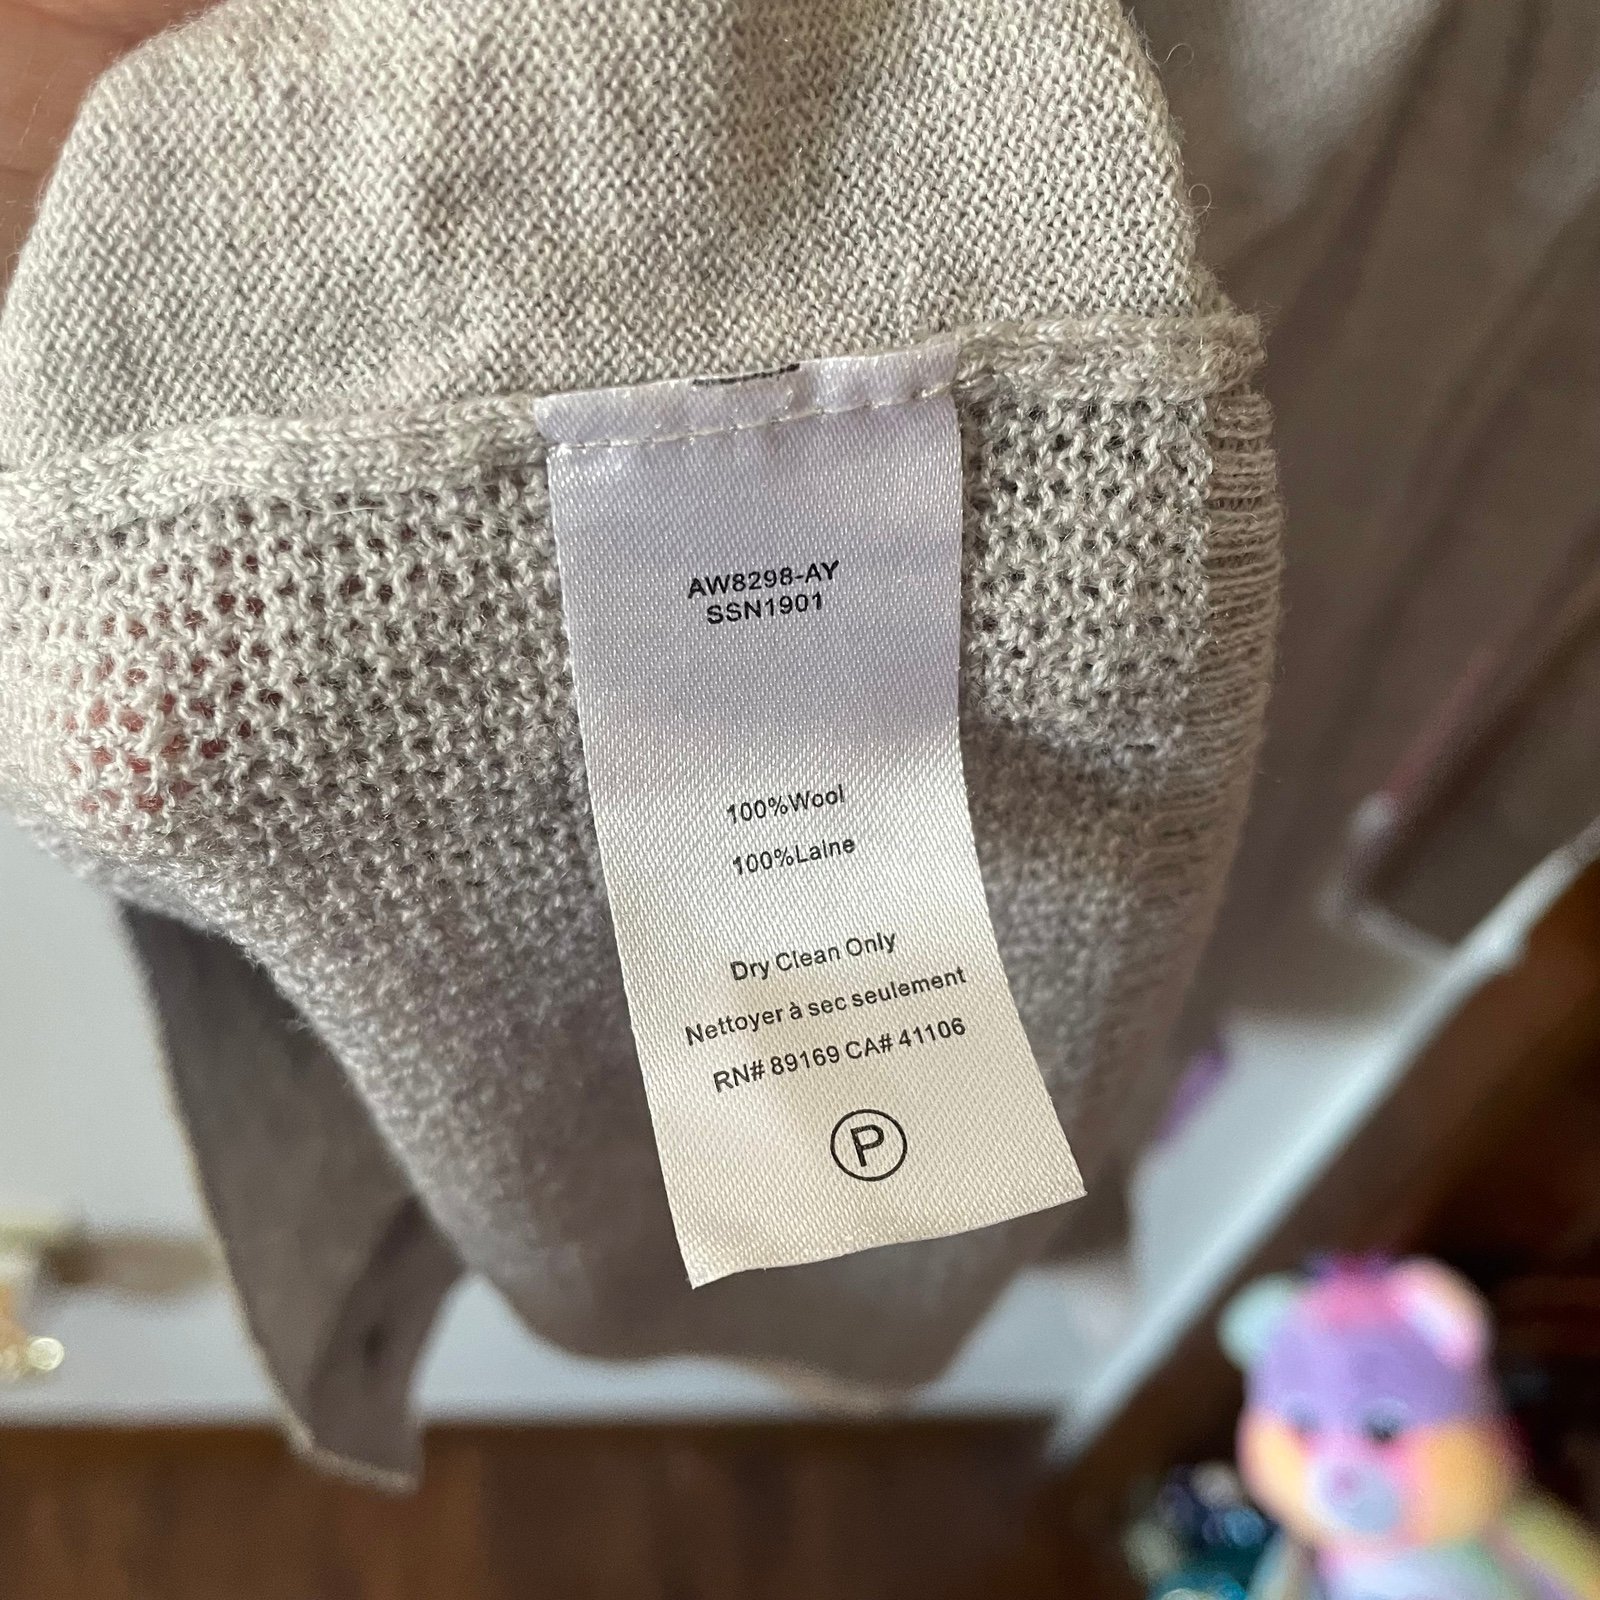 AW8298-AY
SSN1901
100%Wool
100%Laine
Dry Clean Only
Nettoyer à sec seulement
RN# 89169 CA# 41106
P